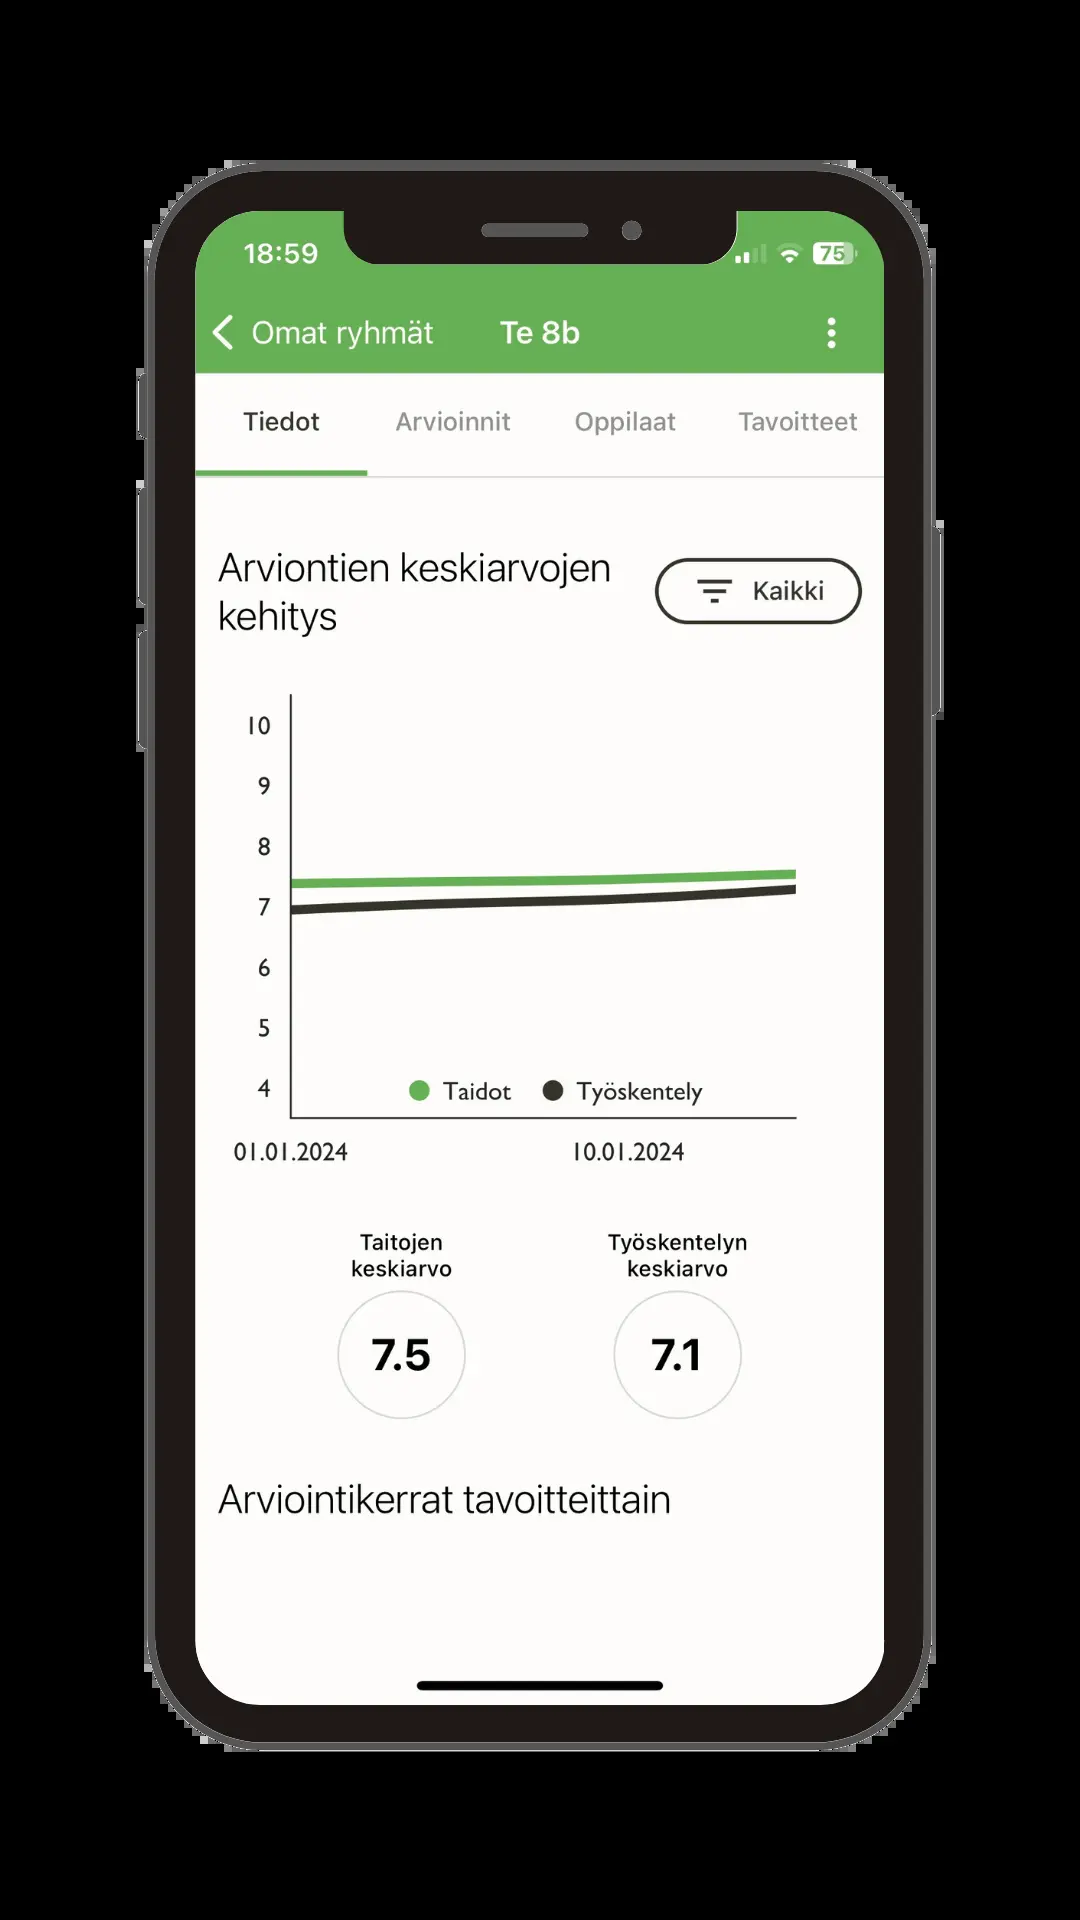 18:59
75
Omat ryhmät Te 8b
Tiedot Arvioinnit Oppilaat Tavoitteet
Arviontien keskiarvojen
kehitys
Kaikki
10
9
8
7
6
5
4
Taidot Työskentely
01.01.2024 10.01.2024
Taitojen
keskiarvo
7.5
Työskentelyn
keskiarvo
7.1
Arviointikerrat tavoitteittain